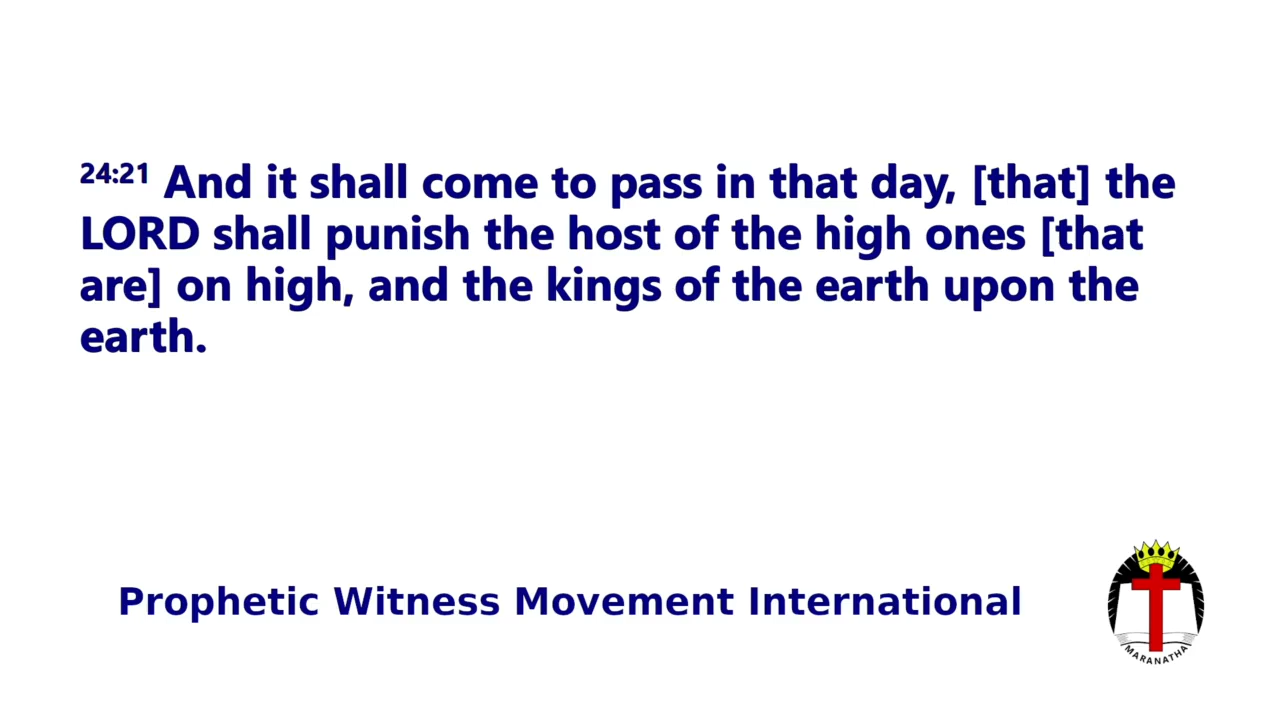 24:21 And it shall come to pass in that day, [that] the
LORD shall punish the host of the high ones [that
are] on high, and the kings of the earth upon the
earth.
Prophetic Witness Movement International
MARANATHA